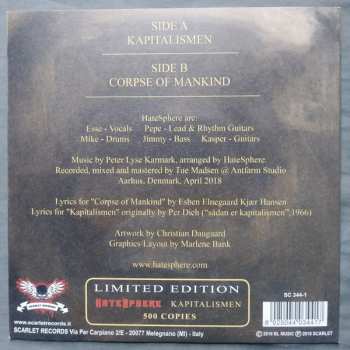 SIDE A
KAPITALISMEN
SIDE B
CORPSE OF MANKIND
HateSphere are:
Esse - Vocals Pepe - Lead & Rhythm Guitars
Mike - Drums Jimmy - Bass Kasper - Guitars
Music by Peter Lyse Karmark, arranged by HateSphere
Recorded, mixed and mastered by Tue Madsen @ Antfarm Studio
Aarhus, Denmark, April 2018
Lyrics for "Corpse of Mankind" by Esben Elnegaard Kjær Hansen
Lyrics for "Kapitalismen" originally by Per Dich ("sådan er kapitalismen",1966)
Artwork by Christian Daugaard
Graphics Layout by Marlene Bank
www.hatesphere.com
LIMITED EDITION
HATESPHERE KAPITALISMEN
500 COPIES
SC 344-1
8 025044 034417
www.scarletrecords.it
SCARLET RECORDS Via Per Carpiano 2/E - 20077 Melegnano (MI) - Italy